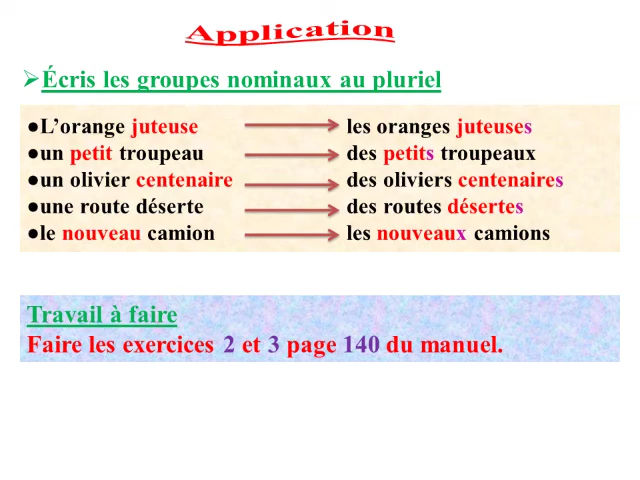 Application
Écris les groupes nominaux au pluriel
●L’orange juteuse les oranges juteuses
●un petit troupeau des petits troupeaux
●un olivier centenaire des oliviers centenaires
●une route déserte des routes désertes
●le nouveau camion les nouveaux camions
Travail à faire
Faire les exercices 2 et 3 page 140 du manuel.